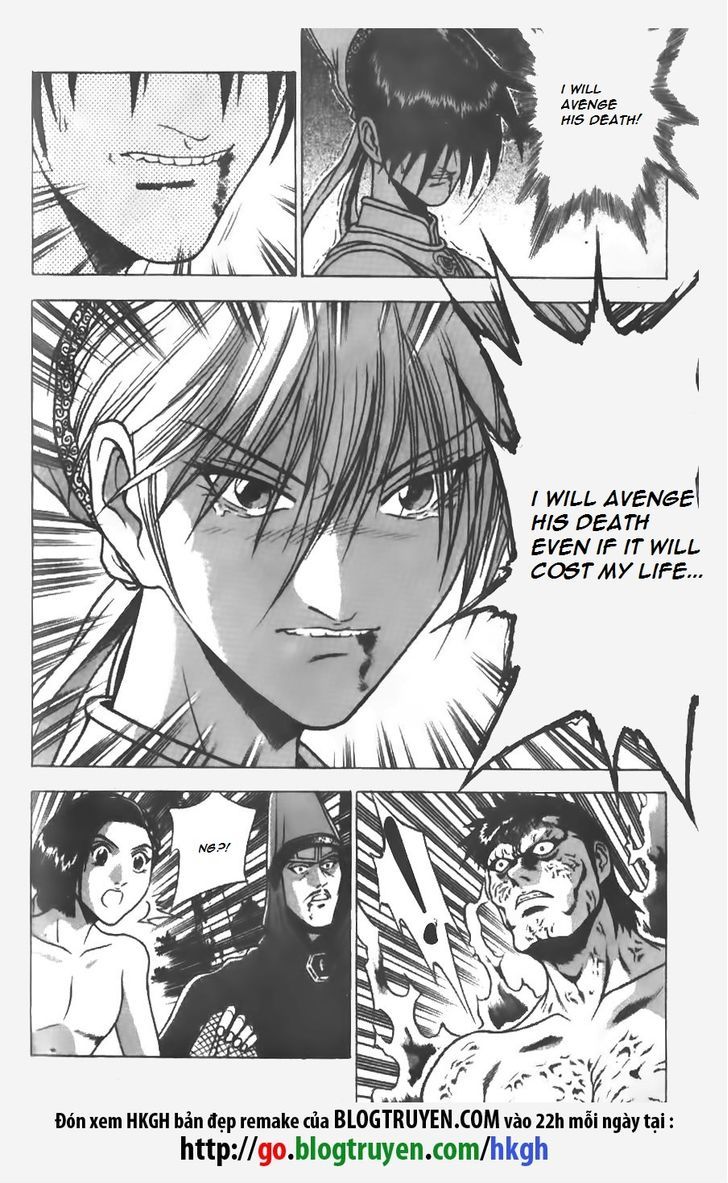 I WILL
AVENGE
HIS DEATH!
I WILL AVENGE
HIS DEATH
EVEN IF IT WILL
COST MY LIFE...
NG?!
!
Đón xem HKGH bản đẹp remake của BLOGTRUYEN.COM vào 22h mỗi ngày tại :
http://go.blogtruyen.com/hkgh